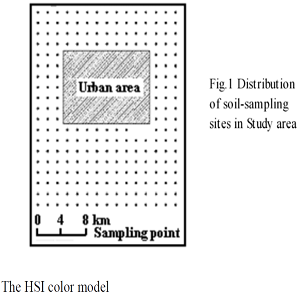 Urban area
0 4 8 km
Sampling point
Fig.1 Distribution
of soil-sampling
sites in Study area
The HSI color model